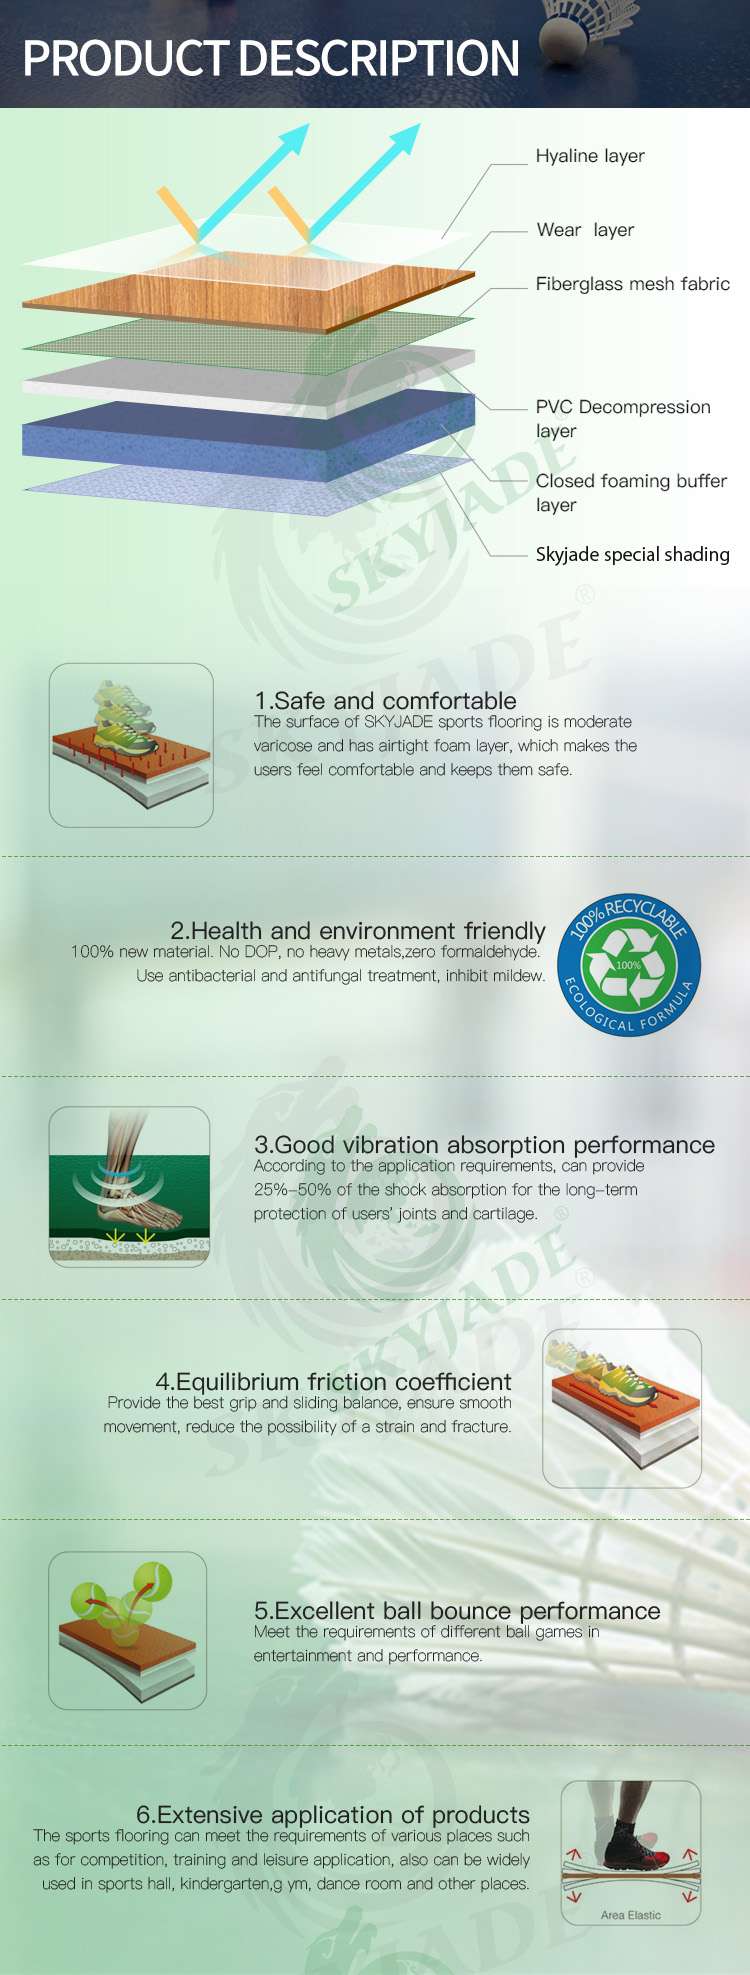 PRODUCT DESCRIPTION
Hyaline layer
Wear layer
Fiberglass mesh fabric
PVC Decompression
layer
Closed foaming buffer
layer
Skyjade special shading
SKYJADE
SKYJADE ®
1.Safe and comfortable
The surface of SKYJADE sports flooring is moderate
varicose and has airtight foam layer, which makes the
users feel comfortable and keeps them safe.
2.Health and environment friendly
100% new material. No DOP, no heavy metals,zero formaldehyde.
Use antibacterial and antifungal treatment, inhibit mildew.
100% RECYCLABLE
100%
ECOLOGICAL FORMULA
3.Good vibration absorption performance
According to the application requirements, can provide
25%-50% of the shock absorption for the long-term
protection of users' joints and cartilage.
SKYJADE ®
SKYJADE ®
4.Equilibrium friction coefficient
Provide the best grip and sliding balance, ensure smooth
movement, reduce the possibility of a strain and fracture.
5.Excellent ball bounce performance
Meet the requirements of different ball games in
entertainment and performance.
6.Extensive application of products
The sports flooring can meet the requirements of various places such
as for competition, training and leisure application, also can be widely
used in sports hall, kindergarten,g ym, dance room and other places.
Area Elastic
SKYJADE